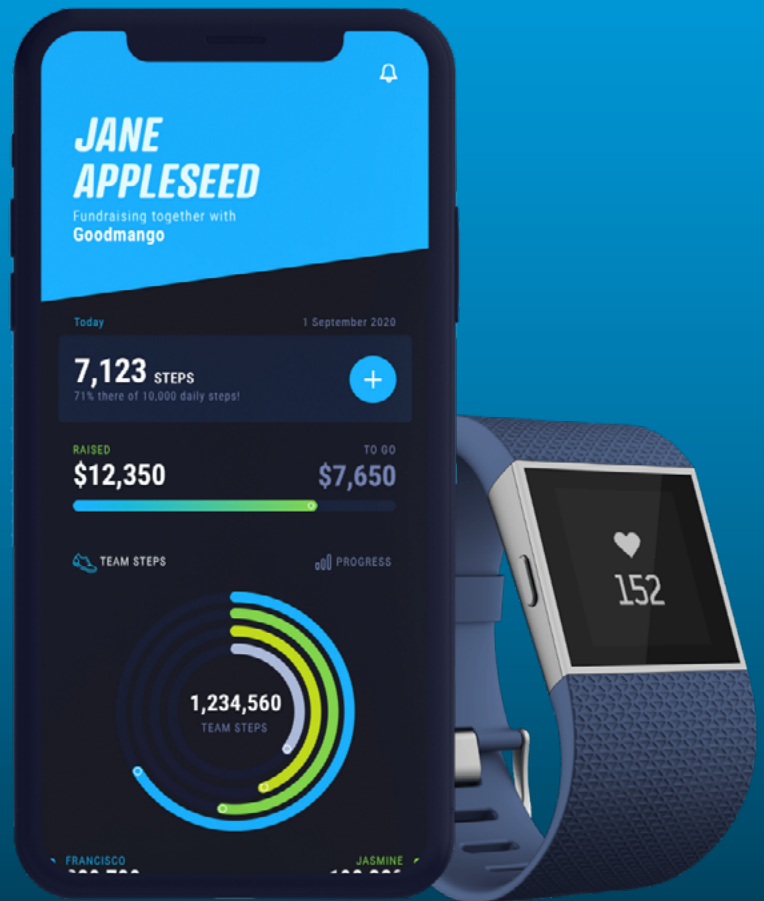 JANE
APPLESEED
Fundraising together with
Goodmango
Today
1 September 2020
7,123 STEPS
71% there of 10,000 daily steps!
RAISED
TO GO
$12,350
$7,650
TEAM STEPS
PROGRESS
1,234,560
TEAM STEPS
FRANCISCO
JASMINE
152